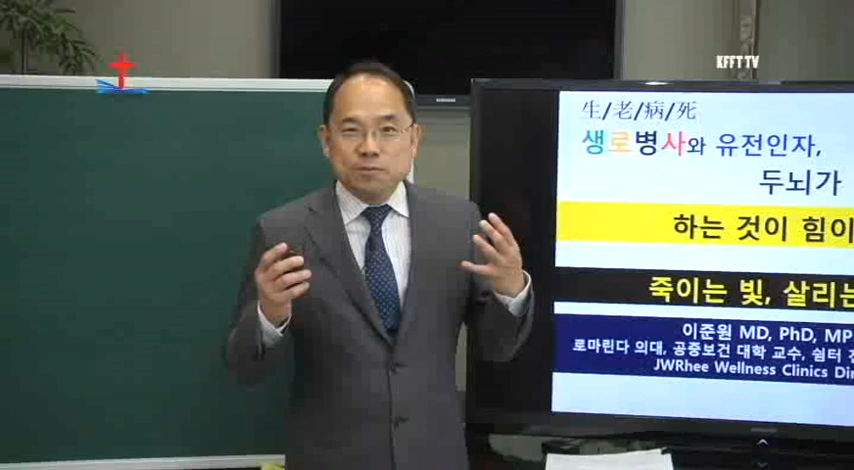 KFFT TV
SAMSUNG
生/老/病/死
생로병사와 유전인자,
두뇌가
하는 것이 힘이
죽이는 빛, 살리는
이준원 MD, PhD, MP
로마린다 의대, 공중보건 대학 교수, 쉼터
JWRhee Wellness Clinics Dir